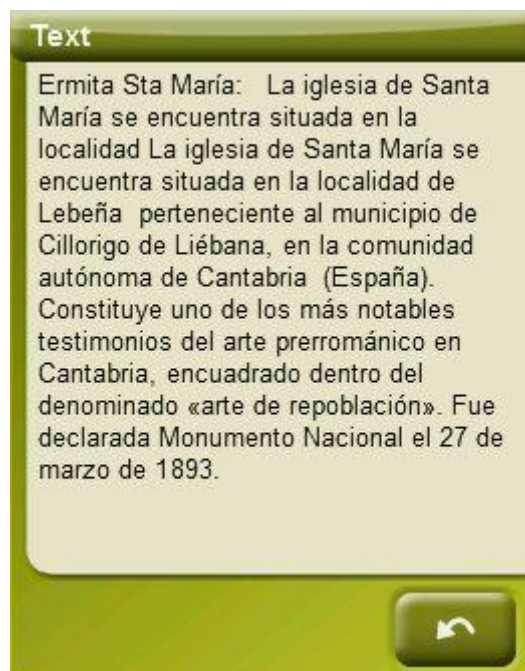 Text
Ermita Sta María:   La iglesia de Santa
María se encuentra situada en la
localidad La iglesia de Santa María se
encuentra situada en la localidad de
Lebeña  perteneciente al municipio de
Cillorigo de Liébana, en la comunidad
autónoma de Cantabria  (España).
Constituye uno de los más notables
testimonios del arte prerrománico en
Cantabria, encuadrado dentro del
denominado «arte de repoblación». Fue
declarada Monumento Nacional el 27 de
marzo de 1893.